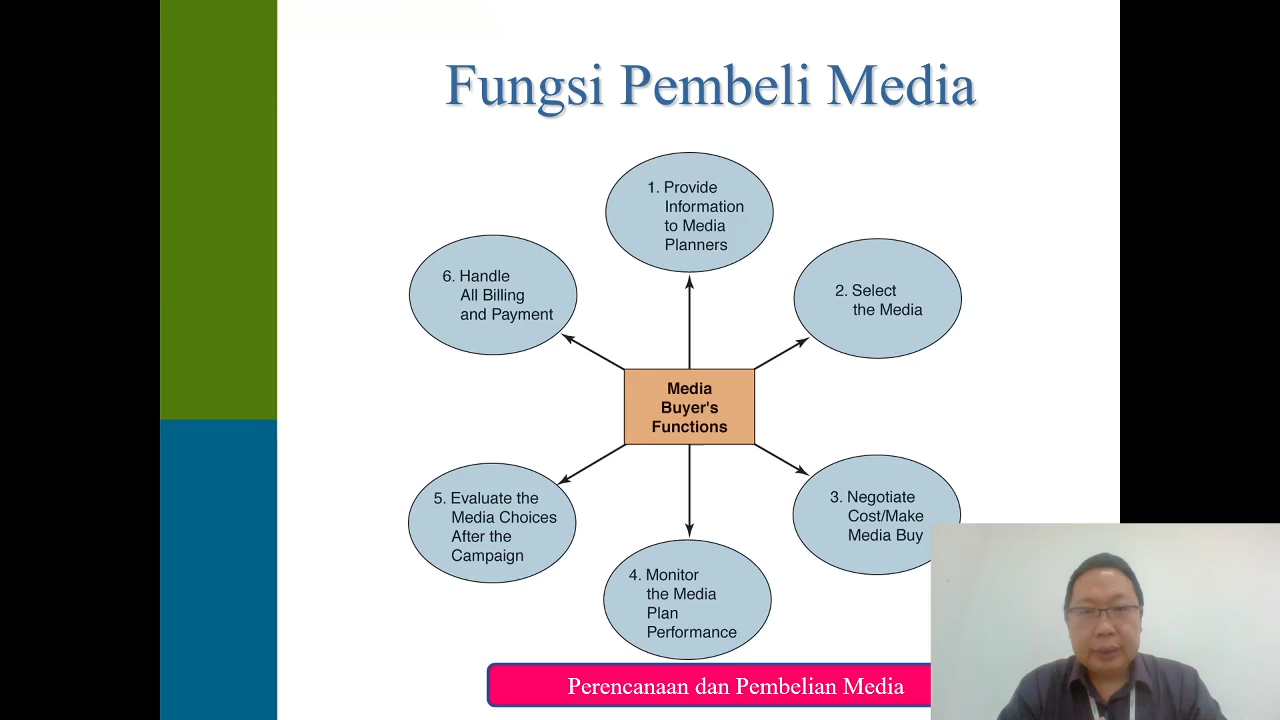 Fungsi Pembeli Media
1. Provide
Information
to Media
Planners
2. Select
the Media
3. Negotiate
Cost/Make
Media Buy
4. Monitor
the Media
Plan
Performance
5. Evaluate the
Media Choices
After the
Campaign
6. Handle
All Billing
and Payment
Media
Buyer's
Functions
Perencanaan dan Pembelian Media